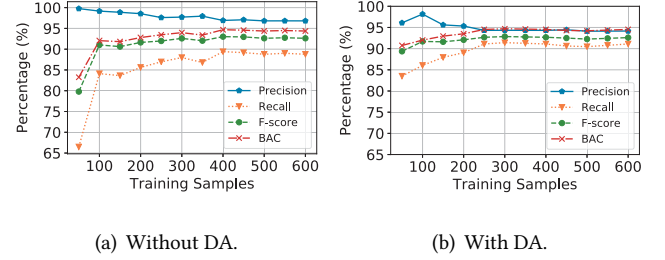 Percentage (%)
100
95
90
85
80
75
70
65
100 200 300 400 500 600
Training Samples
Precision
Recall
F-score
BAC
(a) Without DA.
Percentage (%)
100
95
90
85
80
75
70
65
100 200 300 400 500 600
Training Samples
Precision
Recall
F-score
BAC
(b) With DA.